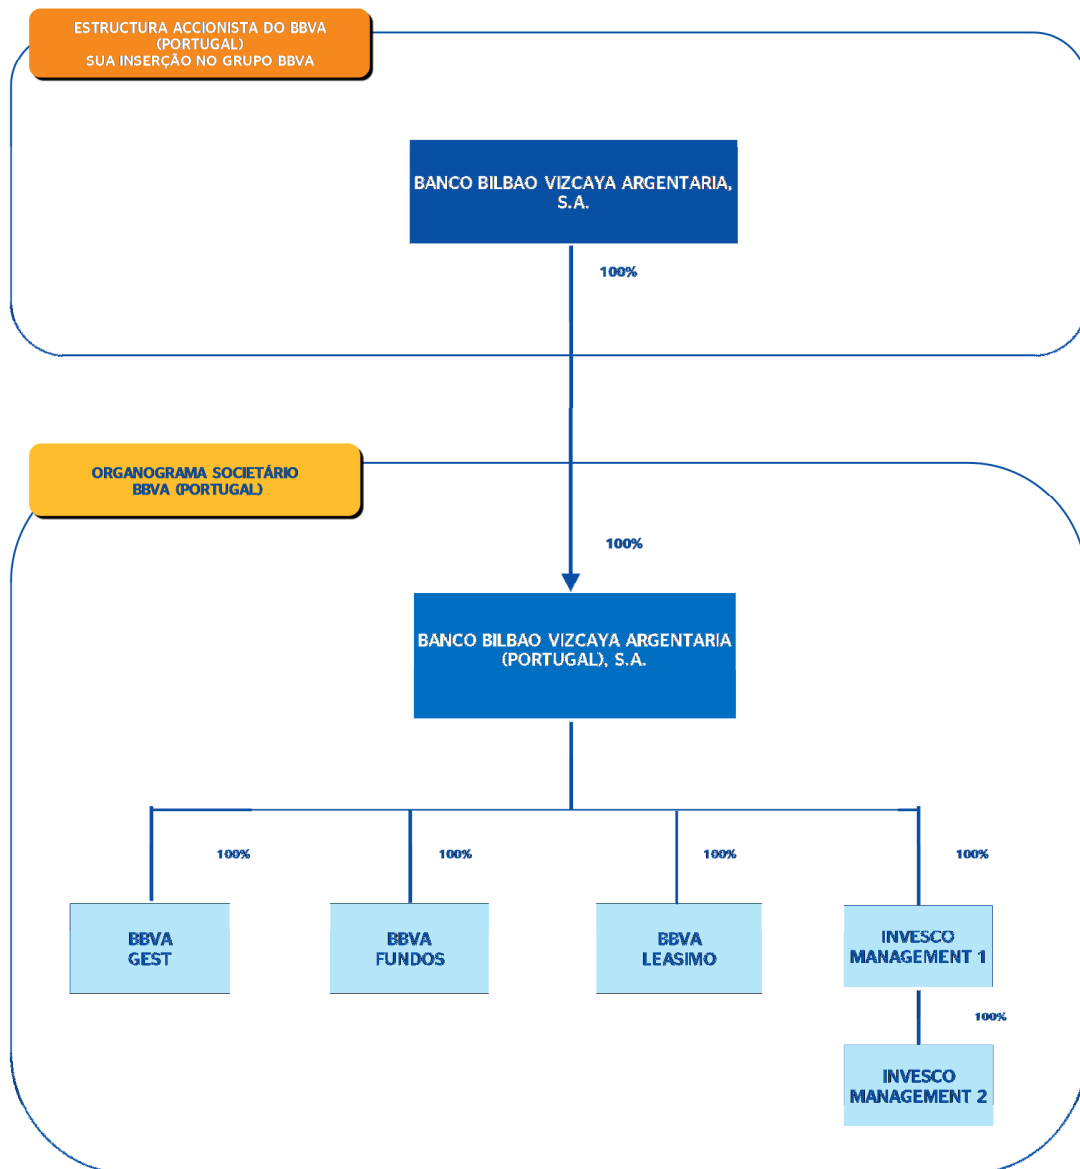 ESTRUCTURA ACCIONISTA DO BBVA
(PORTUGAL)
SUA INSERÇÃO NO GRUPO BBVA
BANCO BILBAO VIZCAYA ARGENTARIA,
S.A.
100%
ORGANOGRAMA SOCIETÁRIO
BBVA (PORTUGAL)
100%
BANCO BILBAO VIZCAYA ARGENTARIA
(PORTUGAL), S.A.
100%
100%
100%
100%
BBVA
GEST
BBVA
FUNDOS
BBVA
LEASIMO
INVESCO
MANAGEMENT 1
100%
INVESCO
MANAGEMENT 2